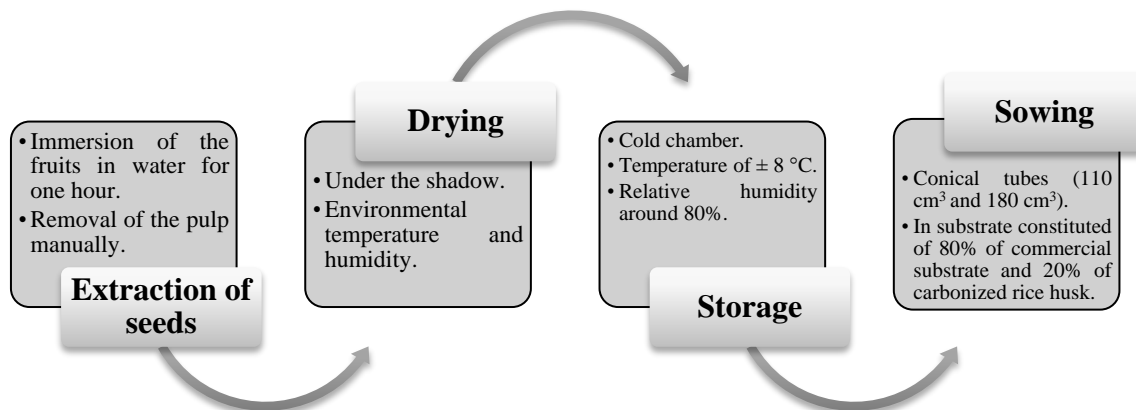 Immersion of the
fruits in water for
one hour.
Removal of the pulp
manually.
Extraction of
seeds
Drying
Under the shadow.
Environmental
temperature and
humidity.
Cold chamber.
Temperature of ± 8 °C.
Relative humidity
around 80%.
Storage
Sowing
Conical tubes (110
cm³ and 180 cm³).
In substrate constituted
of 80% of commercial
substrate and 20% of
carbonized rice husk.